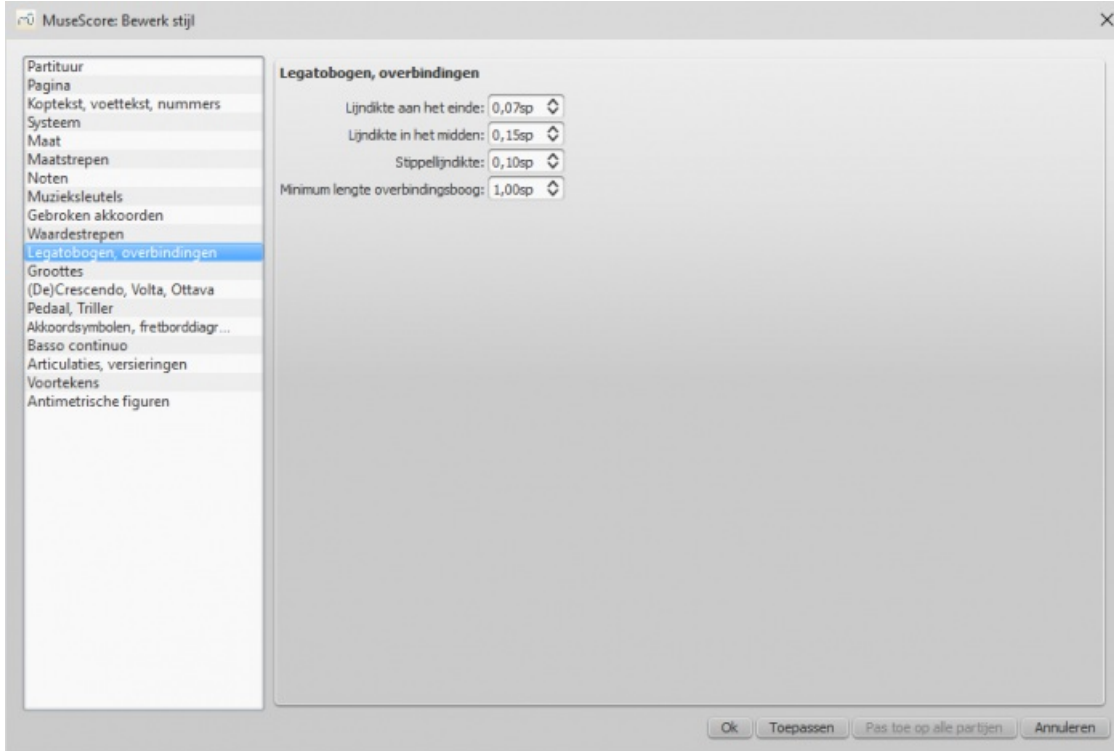 MuseScore: Bewerk stijl
Partituur
Pagina
Koptekst, voettekst, nummers
Systeem
Maat
Maatstrepen
Noten
Muzieksleutels
Gebroken akkoorden
Waardestrepen
Legatobogen, overbindingen
Groottes
(De)Crescendo, Volta, Ottava
Pedaal, Triller
Akkoordsymbolen, fretborddiagr...
Basso continuo
Articulaties, versieringen
Voortekens
Antimetrische figuren
Legatobogen, overbindingen
Lijndikte aan het einde: 0,07sp
Lijndikte in het midden: 0,15sp
Stippellijndikte: 0,10sp
Minimum lengte overbindingsboog: 1,00sp
Ok Toepassen Pas toe op alle partijen Annuleren